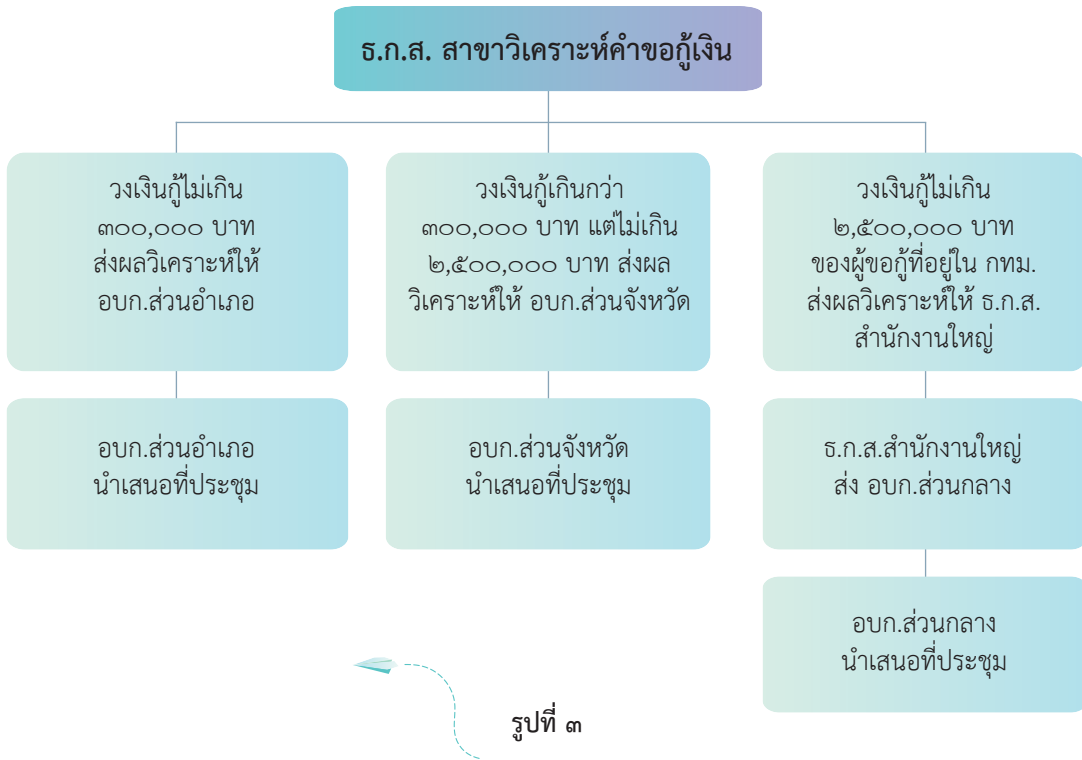 ธ.ก.ส. สาขาวิเคราะห์คำขอกู้เงิน
วงเงินกู้ไม่เกิน
๓๐๐,๐๐๐ บาท
ส่งผลวิเคราะห์ให้
อบก.ส่วนอำเภอ
วงเงินกู้เกินกว่า
๓๐๐,๐๐๐ บาท แต่ไม่เกิน
๒,๕๐๐,๐๐๐ บาท ส่งผล
วิเคราะห์ให้ อบก.ส่วนจังหวัด
วงเงินกู้ไม่เกิน
๒,๕๐๐,๐๐๐ บาท
ของผู้ขอกู้ที่อยู่ใน กทม.
ส่งผลวิเคราะห์ให้ ธ.ก.ส.
สำนักงานใหญ่
อบก.ส่วนอำเภอ
นำเสนอที่ประชุม
อบก.ส่วนจังหวัด
นำเสนอที่ประชุม
ธ.ก.ส.สำนักงานใหญ่
ส่ง อบก.ส่วนกลาง
อบก.ส่วนกลาง
นำเสนอที่ประชุม
รูปที่ ๓